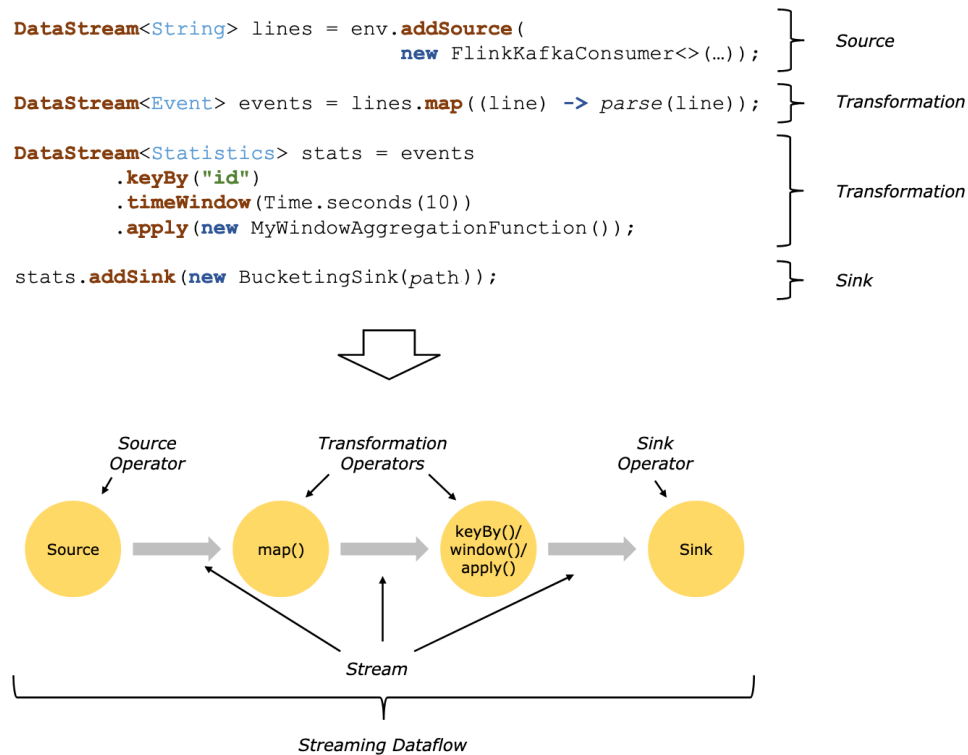 DataStream<String> lines = env.addSource(
new FlinkKafkaConsumer<>(…));
Source
DataStream<Event> events = lines.map((line) -> parse(line));
Transformation
DataStream<Statistics> stats = events
.keyBy("id")
.timeWindow(Time.seconds(10))
.apply(new MyWindowAggregationFunction());
Transformation
stats.addSink(new BucketingSink(path));
Sink
Source
Operator
Transformation
Operators
Sink
Operator
Source
map()
keyBy()/
window()/
apply()
Sink
Stream
Streaming Dataflow